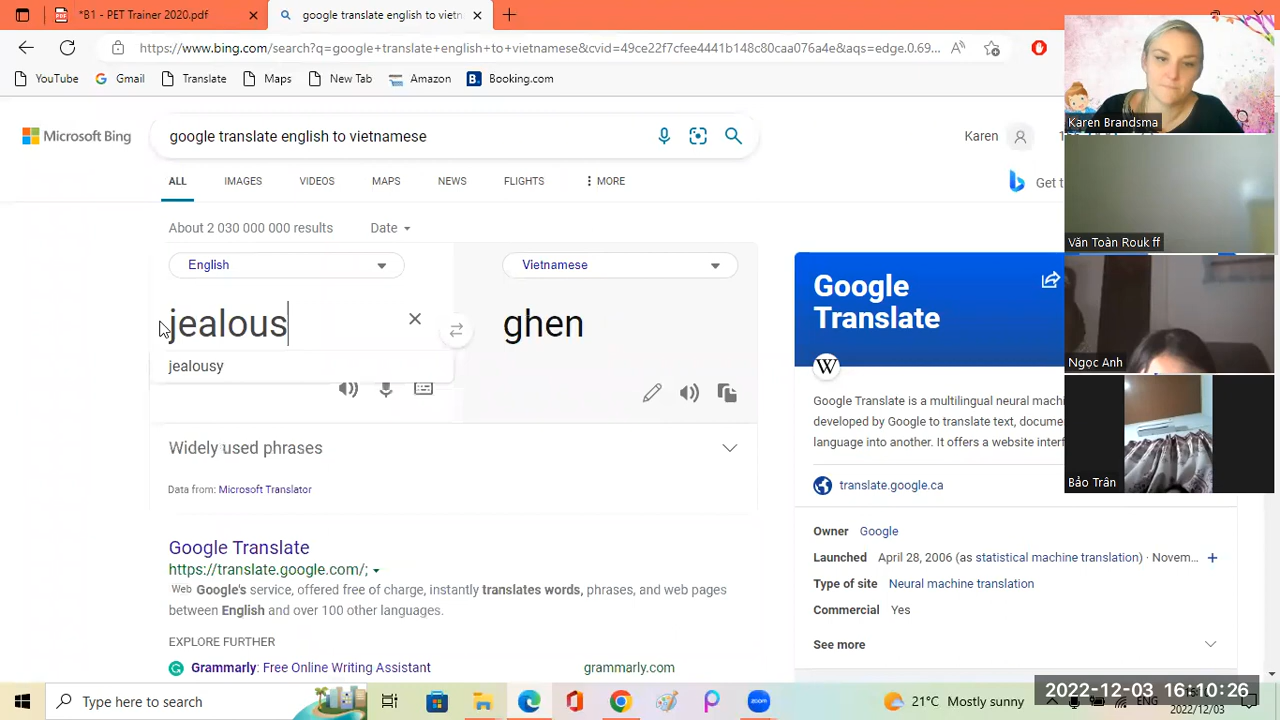 *B1 - PET Trainer 2020.pdf
google translate english to vietn
https://www.bing.com/search?q=google+translate+english+to+vietnamese&cvid=49ce22f7cfee4441b148c80caa076a4e&aqs=edge.0.69...
YouTube
Gmail
Translate
Maps
New Tab
Amazon
Booking.com
Microsoft Bing
google translate english to vietnamese
Karen
ALL
IMAGES
VIDEOS
MAPS
NEWS
FLIGHTS
MORE
Get t
About 2 030 000 000 results
Date
English
Vietnamese
jealous
ghen
jealousy
Widely used phrases
Data from: Microsoft Translator
Google Translate
https://translate.google.com/;
Web Google's service, offered free of charge, instantly translates words, phrases, and web pages
between English and over 100 other languages.
EXPLORE FURTHER
Grammarly: Free Online Writing Assistant
grammarly.com
Google
Translate
W
Google Translate is a multilingual neural machi
developed by Google to translate text, docume
language into another. It offers a website interf
translate.google.ca
Owner Google
Launched April 28, 2006 (as statistical machine translation) · Novem...
Type of site Neural machine translation
Commercial Yes
See more
Karen Brandsma
Văn Toàn Rouk ff
Ngọc Anh
Bảo Trân
Type here to search
zoom
21°C Mostly sunny
ENG
2022-12-03 16:10:26
2022/12/03